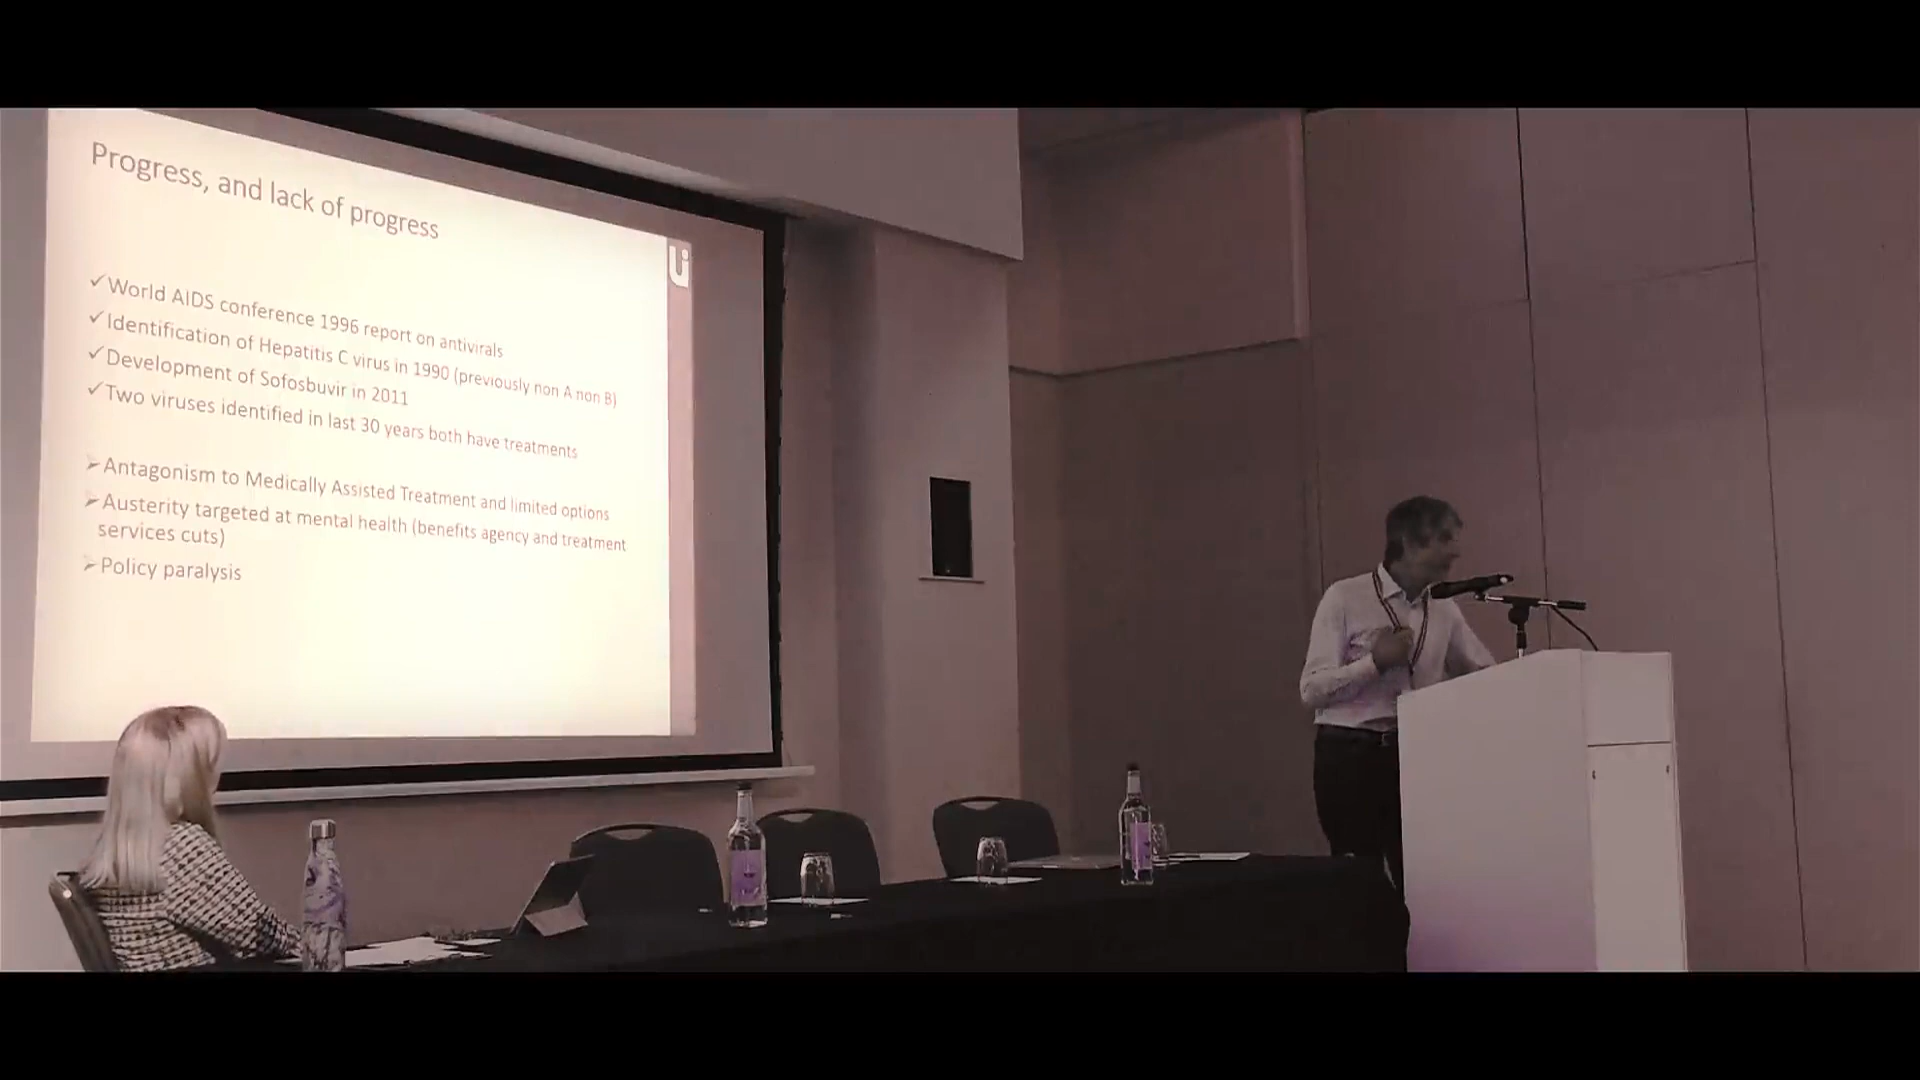 Progress, and lack of progress
✓World AIDS conference 1996 report on antivirals
✓Identification of Hepatitis C virus in 1990 (previously non A non B)
✓Development of Sofosbuvir in 2011
✓Two viruses identified in last 30 years both have treatments
➢Antagonism to Medically Assisted Treatment and limited options
➢Austerity targeted at mental health (benefits agency and treatment
services cuts)
➢Policy paralysis